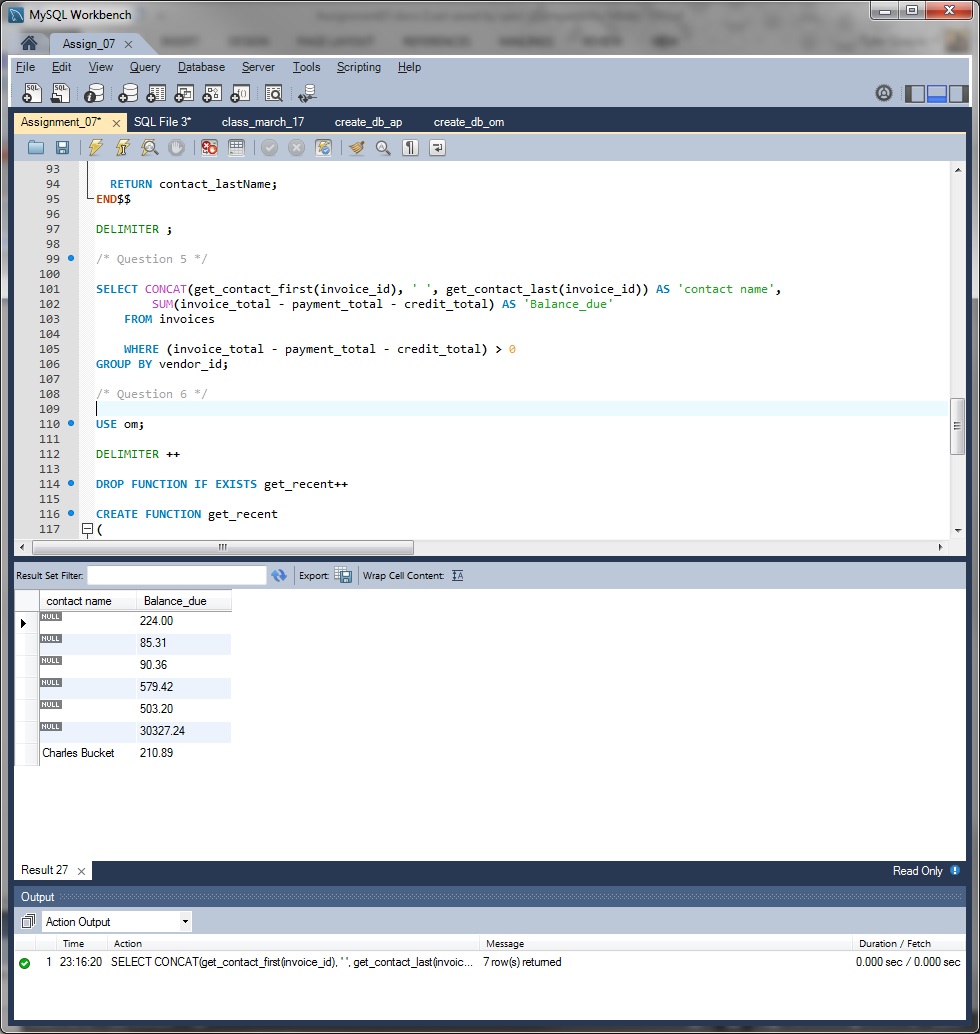 MySQL Workbench
Assign_07
File Edit View Query Database Server Tools Scripting Help
Assignment_07* SQL File 3* class_march_17 create_db_ap create_db_om
93
94 RETURN contact_lastName;
95 END$$
96
97 DELIMITER ;
98
99 /* Question 5 */
100
101 SELECT CONCAT(get_contact_first(invoice_id), ' ', get_contact_last(invoice_id)) AS 'contact name',
102 SUM(invoice_total - payment_total - credit_total) AS 'Balance_due'
103 FROM invoices
104
105 WHERE (invoice_total - payment_total - credit_total) > 0
106 GROUP BY vendor_id;
107
108 /* Question 6 */
109
110 USE om;
111
112 DELIMITER ++
113
114 DROP FUNCTION IF EXISTS get_recent++
115
116 CREATE FUNCTION get_recent
117 (
Result Set Filter: Export: Wrap Cell Content:
contact name Balance_due
NULL 224.00
NULL 85.31
NULL 90.36
NULL 579.42
NULL 503.20
NULL 30327.24
Charles Bucket 210.89
Result 27 Read Only
Output
Action Output
Time Action Message Duration / Fetch
1 23:16:20 SELECT CONCAT(get_contact_first(invoice_id), ' ', get_contact_last(invoic... 7 row(s) returned 0.000 sec / 0.000 sec